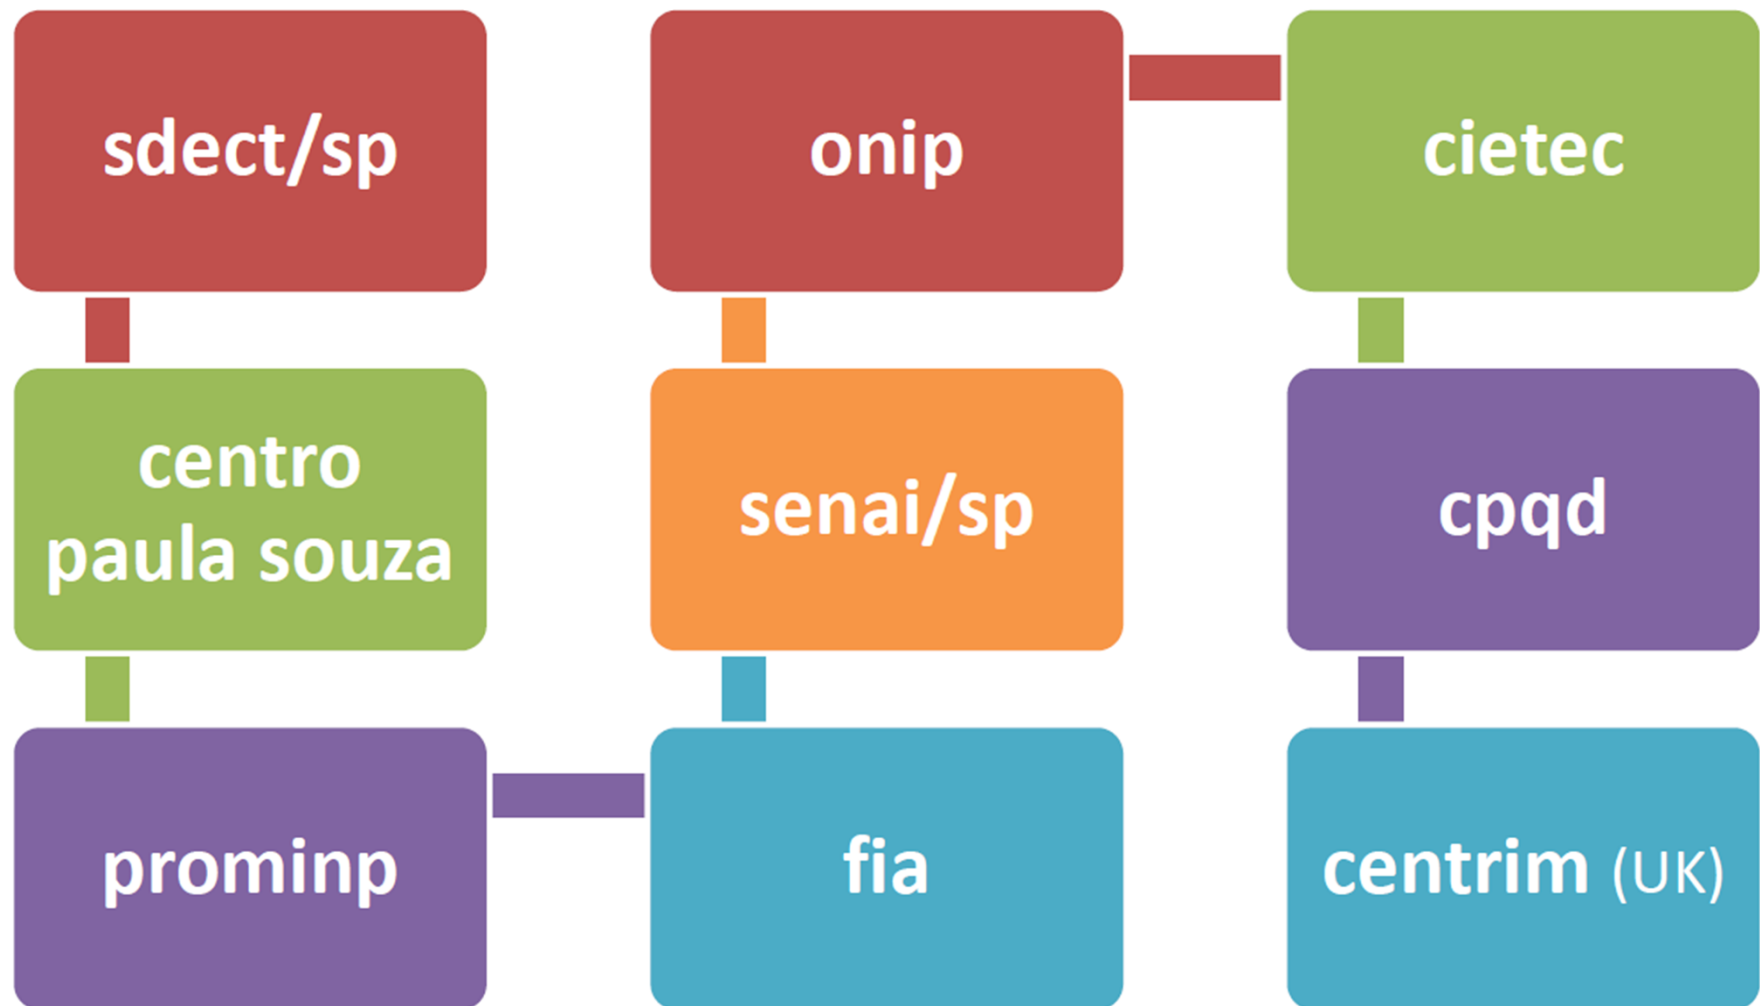 sdect/sp
onip
cietec
centro
paula souza
senai/sp
cpqd
prominp
fia
centrim (UK)